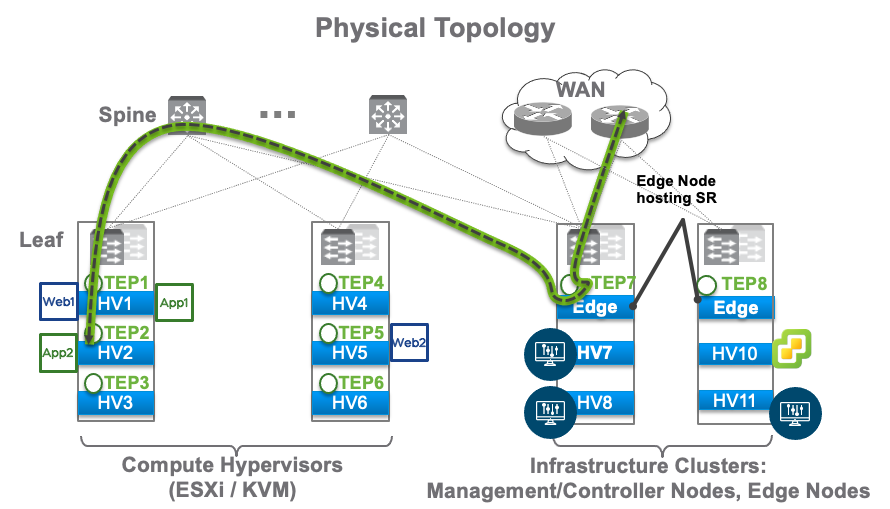 Physical Topology
WAN
Spine
Edge Node
hosting SR
Leaf
TEP1
TEP4
TEP7
TEP8
Web1
HV1
App1
HV4
Edge
Edge
TEP2
TEP5
App2
HV2
HV5
Web2
HV7
HV10
TEP3
TEP6
HV3
HV6
HV8
HV11
Compute Hypervisors
(ESXi / KVM)
Infrastructure Clusters:
Management/Controller Nodes, Edge Nodes